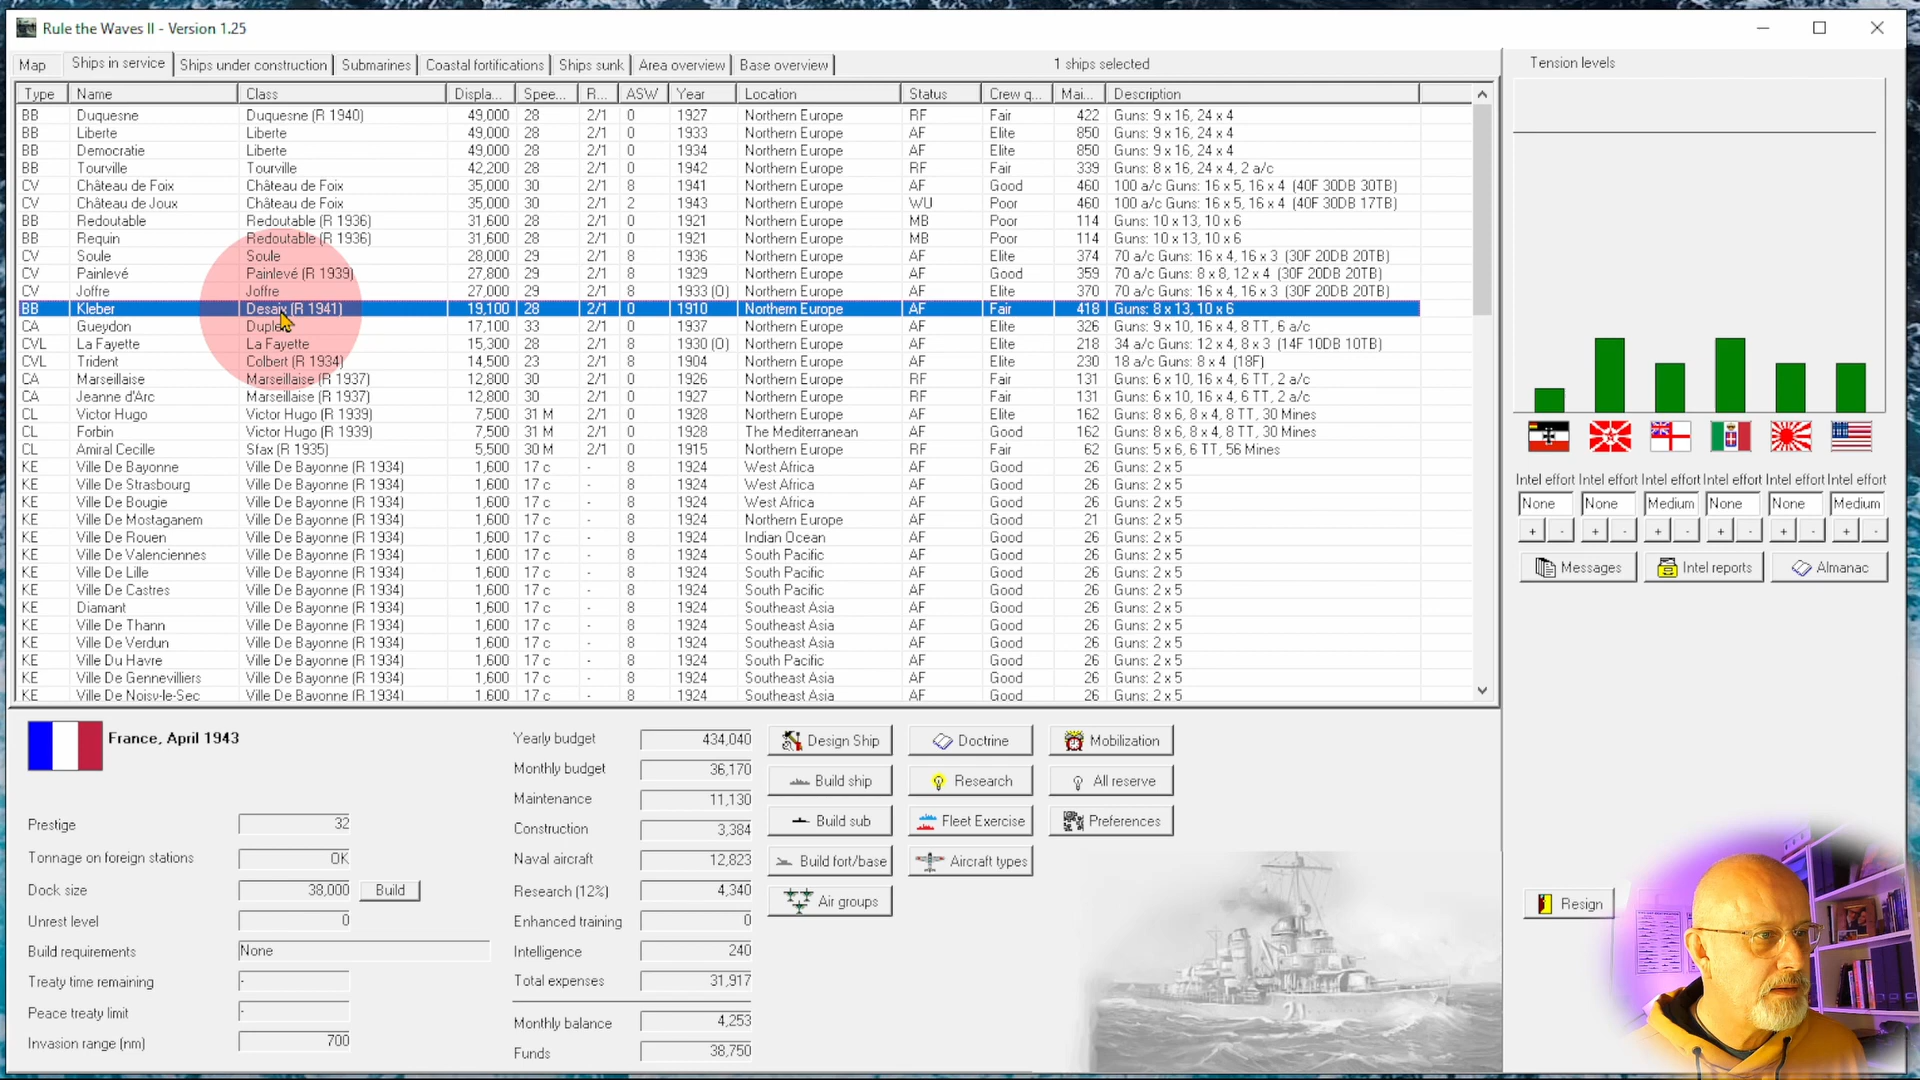 Rule the Waves II - Version 1.25
Map Ships in service Ships under construction Submarines Coastal fortifications Ships sunk Area overview Base overview 1 ships selected
Type Name Class Displa... Spee... R... ASW Year Location Status Crew q... Mai... Description
BB Duquesne Duquesne (R 1940) 49,000 28 2/1 0 1927 Northern Europe RF Fair 422 Guns: 9 x 16, 24 x 4
BB Liberte Liberte 49,000 28 2/1 0 1933 Northern Europe AF Elite 850 Guns: 9 x 16, 24 x 4
BB Democratie Liberte 49,000 28 2/1 0 1934 Northern Europe AF Elite 850 Guns: 9 x 16, 24 x 4
BB Tourville Tourville 42,200 28 2/1 0 1942 Northern Europe RF Fair 339 Guns: 8 x 16, 24 x 4, 2 a/c
CV Château de Foix Château de Foix 35,000 30 2/1 8 1941 Northern Europe AF Good 460 100 a/c Guns: 16 x 5, 16 x 4 (40F 30DB 30TB)
CV Château de Joux Château de Foix 35,000 30 2/1 2 1943 Northern Europe WU Poor 460 100 a/c Guns: 16 x 5, 16 x 4 (40F 30DB 17TB)
BB Redoutable Redoutable (R 1936) 31,600 28 2/1 0 1921 Northern Europe MB Poor 114 Guns: 10 x 13, 10 x 6
BB Requin Redoutable (R 1936) 31,600 28 2/1 0 1921 Northern Europe MB Poor 114 Guns: 10 x 13, 10 x 6
CV Soule Soule 28,000 29 2/1 8 1936 Northern Europe AF Elite 374 70 a/c Guns: 16 x 4, 16 x 3 (30F 20DB 20TB)
CV Painlevé Painlevé (R 1939) 27,800 29 2/1 8 1929 Northern Europe AF Good 359 70 a/c Guns: 8 x 8, 12 x 4 (30F 20DB 20TB)
CV Joffre Joffre 27,000 29 2/1 8 1933 (O) Northern Europe AF Elite 370 70 a/c Guns: 16 x 4, 16 x 3 (30F 20DB 20TB)
BB Kleber Desaix (R 1941) 19,100 28 2/1 0 1910 Northern Europe AF Fair 418 Guns: 8 x 13, 10 x 6
CA Gueydon 17,100 33 2/1 0 1937 Northern Europe AF Elite 326 Guns: 9 x 10, 16 x 4, 8 TT, 6 a/c
CVL La Fayette La Fayette 15,300 28 2/1 8 1930 (O) Northern Europe AF Elite 218 34 a/c Guns: 12 x 4, 8 x 3 (14F 10DB 10TB)
CVL Trident Colbert (R 1934) 14,500 23 2/1 8 1904 Northern Europe AF Elite 230 18 a/c Guns: 8 x 4 (18F)
CA Marseillaise Marseillaise (R 1937) 12,800 30 2/1 0 1926 Northern Europe RF Fair 131 Guns: 6 x 10, 16 x 4, 6 TT, 2 a/c
CA Jeanne d'Arc Marseillaise (R 1937) 12,800 30 2/1 0 1927 Northern Europe RF Fair 131 Guns: 6 x 10, 16 x 4, 6 TT, 2 a/c
CL Victor Hugo Victor Hugo (R 1939) 7,500 31 M 2/1 0 1928 Northern Europe AF Elite 162 Guns: 8 x 6, 8 x 4, 8 TT, 30 Mines
CL Forbin Victor Hugo (R 1939) 7,500 31 M 2/1 0 1928 The Mediterranean AF Good 162 Guns: 8 x 6, 8 x 4, 8 TT, 30 Mines
CL Amiral Cecille Sfax (R 1935) 5,500 30 M 2/1 0 1915 Northern Europe RF Fair 62 Guns: 5 x 6, 6 TT, 56 Mines
KE Ville De Bayonne Ville De Bayonne (R 1934) 1,600 17 c - 8 1924 West Africa AF Good 26 Guns: 2 x 5
KE Ville De Strasbourg Ville De Bayonne (R 1934) 1,600 17 c - 8 1924 West Africa AF Good 26 Guns: 2 x 5
KE Ville De Bougie Ville De Bayonne (R 1934) 1,600 17 c - 8 1924 West Africa AF Good 26 Guns: 2 x 5
KE Ville De Mostaganem Ville De Bayonne (R 1934) 1,600 17 c - 8 1924 Northern Europe AF Good 21 Guns: 2 x 5
KE Ville De Rouen Ville De Bayonne (R 1934) 1,600 17 c - 8 1924 Indian Ocean AF Good 26 Guns: 2 x 5
KE Ville De Valenciennes Ville De Bayonne (R 1934) 1,600 17 c - 8 1924 South Pacific AF Good 26 Guns: 2 x 5
KE Ville De Lille Ville De Bayonne (R 1934) 1,600 17 c - 8 1924 South Pacific AF Good 26 Guns: 2 x 5
KE Ville De Castres Ville De Bayonne (R 1934) 1,600 17 c - 8 1924 South Pacific AF Good 26 Guns: 2 x 5
KE Diamant Ville De Bayonne (R 1934) 1,600 17 c - 8 1924 Southeast Asia AF Good 26 Guns: 2 x 5
KE Ville De Thann Ville De Bayonne (R 1934) 1,600 17 c - 8 1924 Southeast Asia AF Good 26 Guns: 2 x 5
KE Ville De Verdun Ville De Bayonne (R 1934) 1,600 17 c - 8 1924 Southeast Asia AF Good 26 Guns: 2 x 5
KE Ville Du Havre Ville De Bayonne (R 1934) 1,600 17 c - 8 1924 South Pacific AF Good 26 Guns: 2 x 5
KE Ville De Gennevilliers Ville De Bayonne (R 1934) 1,600 17 c - 8 1924 Southeast Asia AF Good 26 Guns: 2 x 5
KE Ville De Noisy-le-Sec Ville De Bayonne (R 1934) 1,600 17 c - 8 1924 Southeast Asia AF Good 26 Guns: 2 x 5
Tension levels
Intel effort Intel effort Intel effort Intel effort Intel effort Intel effort
None None Medium None None Medium
+ - + - + - + - + - + -
Messages Intel reports Almanac
Resign
France, April 1943
Prestige 32
Tonnage on foreign stations OK
Dock size 38,000 Build
Unrest level 0
Build requirements None
Treaty time remaining -
Peace treaty limit -
Invasion range (nm) 700
Yearly budget 434,040
Monthly budget 36,170
Maintenance 11,130
Construction 3,384
Naval aircraft 12,823
Research (12%) 4,340
Enhanced training 0
Intelligence 240
Total expenses 31,917
Monthly balance 4,253
Funds 38,750
Design Ship Doctrine Mobilization
Build ship Research All reserve
Build sub Fleet Exercise Preferences
Build fort/base Aircraft types
Air groups